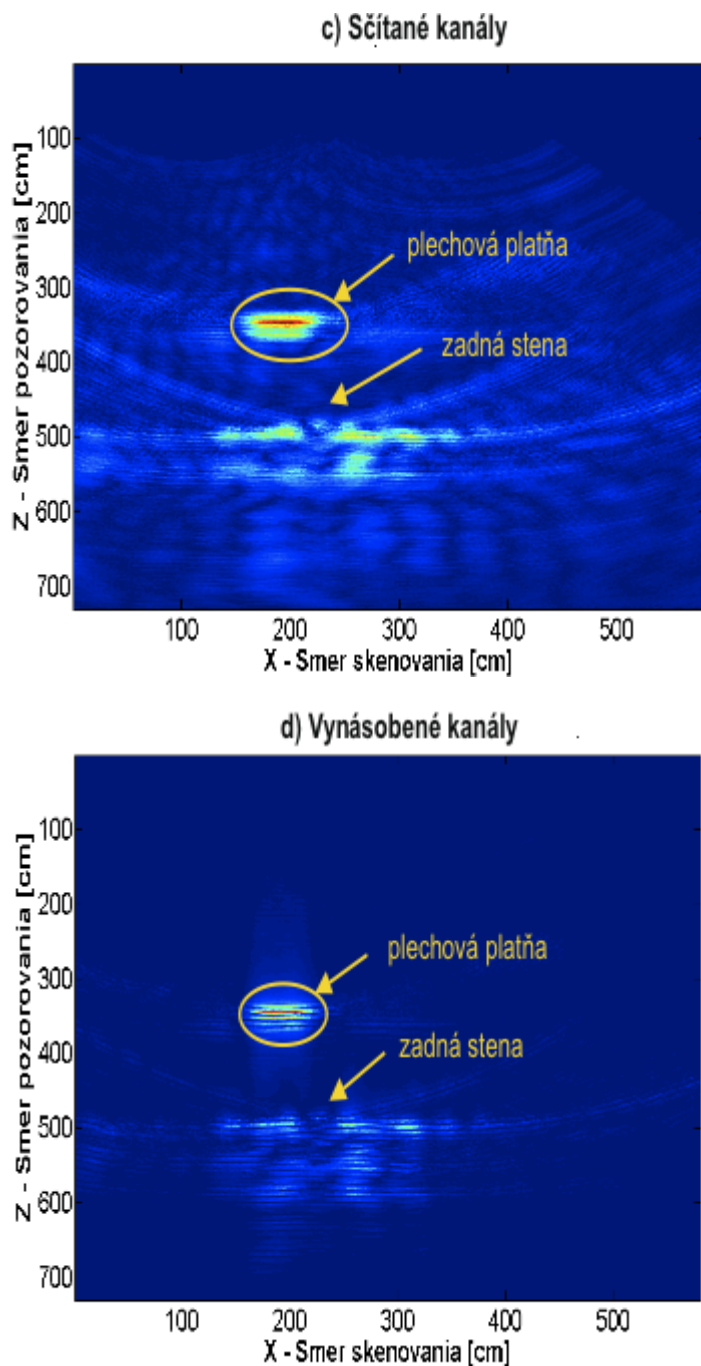 c) Sčítané kanály
Z - Smer pozorovania [cm]
100
200
300
400
500
600
700
plechová platňa
zadná stena
100 200 300 400 500
X - Smer skenovania [cm]
d) Vynásobené kanály
Z - Smer pozorovania [cm]
100
200
300
400
500
600
700
plechová platňa
zadná stena
100 200 300 400 500
X - Smer skenovania [cm]